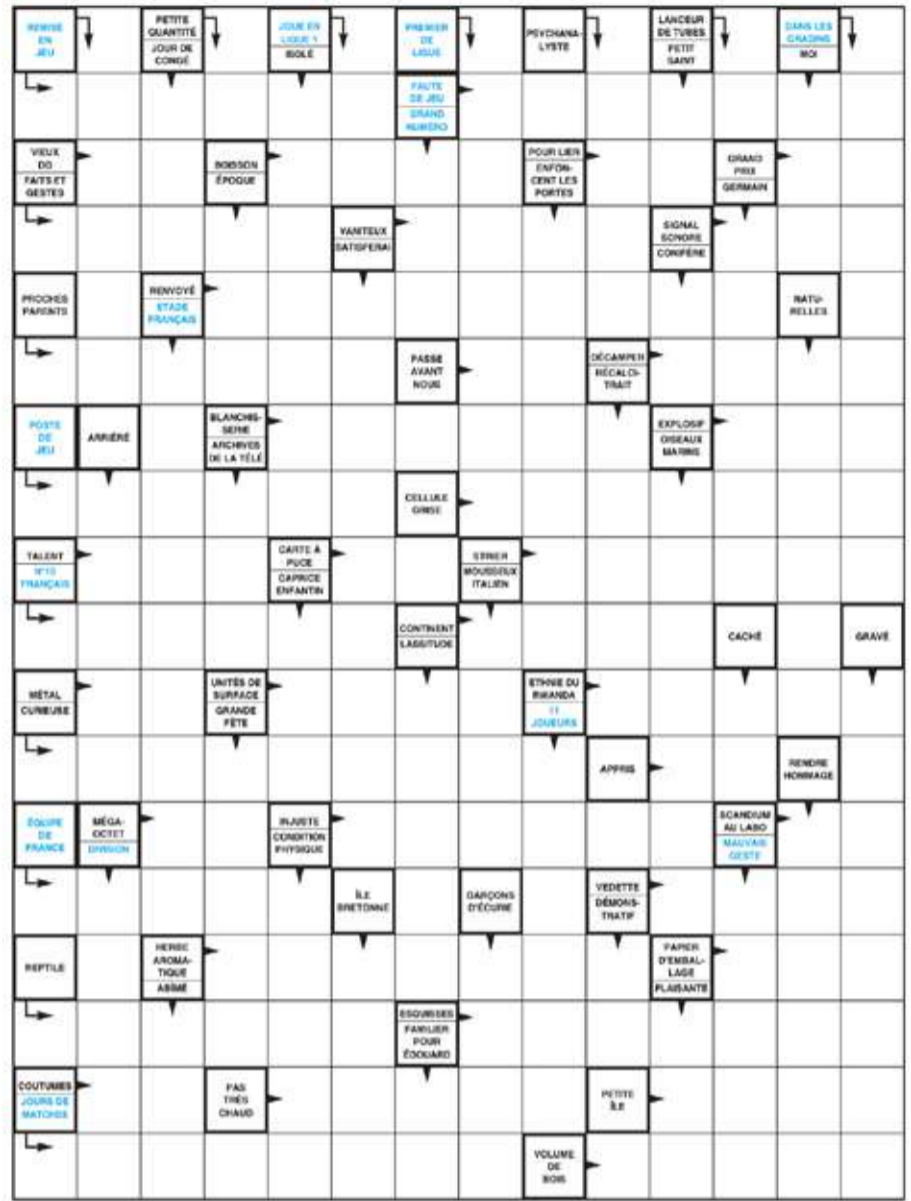 REMISE
EN
JEU
PETITE
QUANTITÉ
JOUR DE
CONGÉ
JOUE EN
LIGUE 1
ISOLÉ
PREMIER
DE
LIGUE
PSYCHANA-
LYSTE
LANCEUR
DE TUBES
PETIT
SAINT
DANS LES
GRADINS
MOI
FAUTE
DE JEU
GRAND
NUMÉRO
VIEUX
DO
FAITS ET
GESTES
BOISSON
ÉPOQUE
POUR LIER
ENFON-
CENT LES
PORTES
GRAND
PRIX
GERMAIN
VANITEUX
SATISFERAI
SIGNAL
SONORE
CONIFÈRE
PROCHES
PARENTS
RENVOYÉ
STADE
FRANÇAIS
NATU-
RELLES
PASSE
AVANT
NOUS
DÉCAMPER
RÉCALCI-
TRAIT
POSTE
DE
JEU
ARRIÉRÉ
BLANCHIS-
SERIE
ARCHIVES
DE LA TÉLÉ
EXPLOSIF
OISEAUX
MARINS
CELLULE
GRISE
TALENT
N°10
FRANÇAIS
CARTE À
PUCE
CAPRICE
ENFANTIN
STRIER
MOUSSEUX
ITALIEN
CONTINENT
LASSITUDE
CACHÉ
GRAVÉ
MÉTAL
CURIEUSE
UNITÉS DE
SURFACE
GRANDE
FÊTE
ETHNIE DU
RWANDA
11
JOUEURS
APPRIS
RENDRE
HOMMAGE
ÉQUIPE
DE
FRANCE
MÉGA-
OCTET
DIVISION
INJUSTE
CONDITION
PHYSIQUE
SCANDIUM
AU LABO
MAUVAIS
GESTE
ÎLE
BRETONNE
GARÇONS
D'ÉCURIE
VEDETTE
DÉMONS-
TRATIF
REPTILE
HERBE
AROMA-
TIQUE
ABÎMÉ
PAPIER
D'EMBAL-
LAGE
PLAISANTE
ESQUISSES
FAMILIER
POUR
ÉDOUARD
COUTUMES
JOURS DE
MATCHES
PAS
TRÈS
CHAUD
PETITE
ÎLE
VOLUME
DE
BOIS